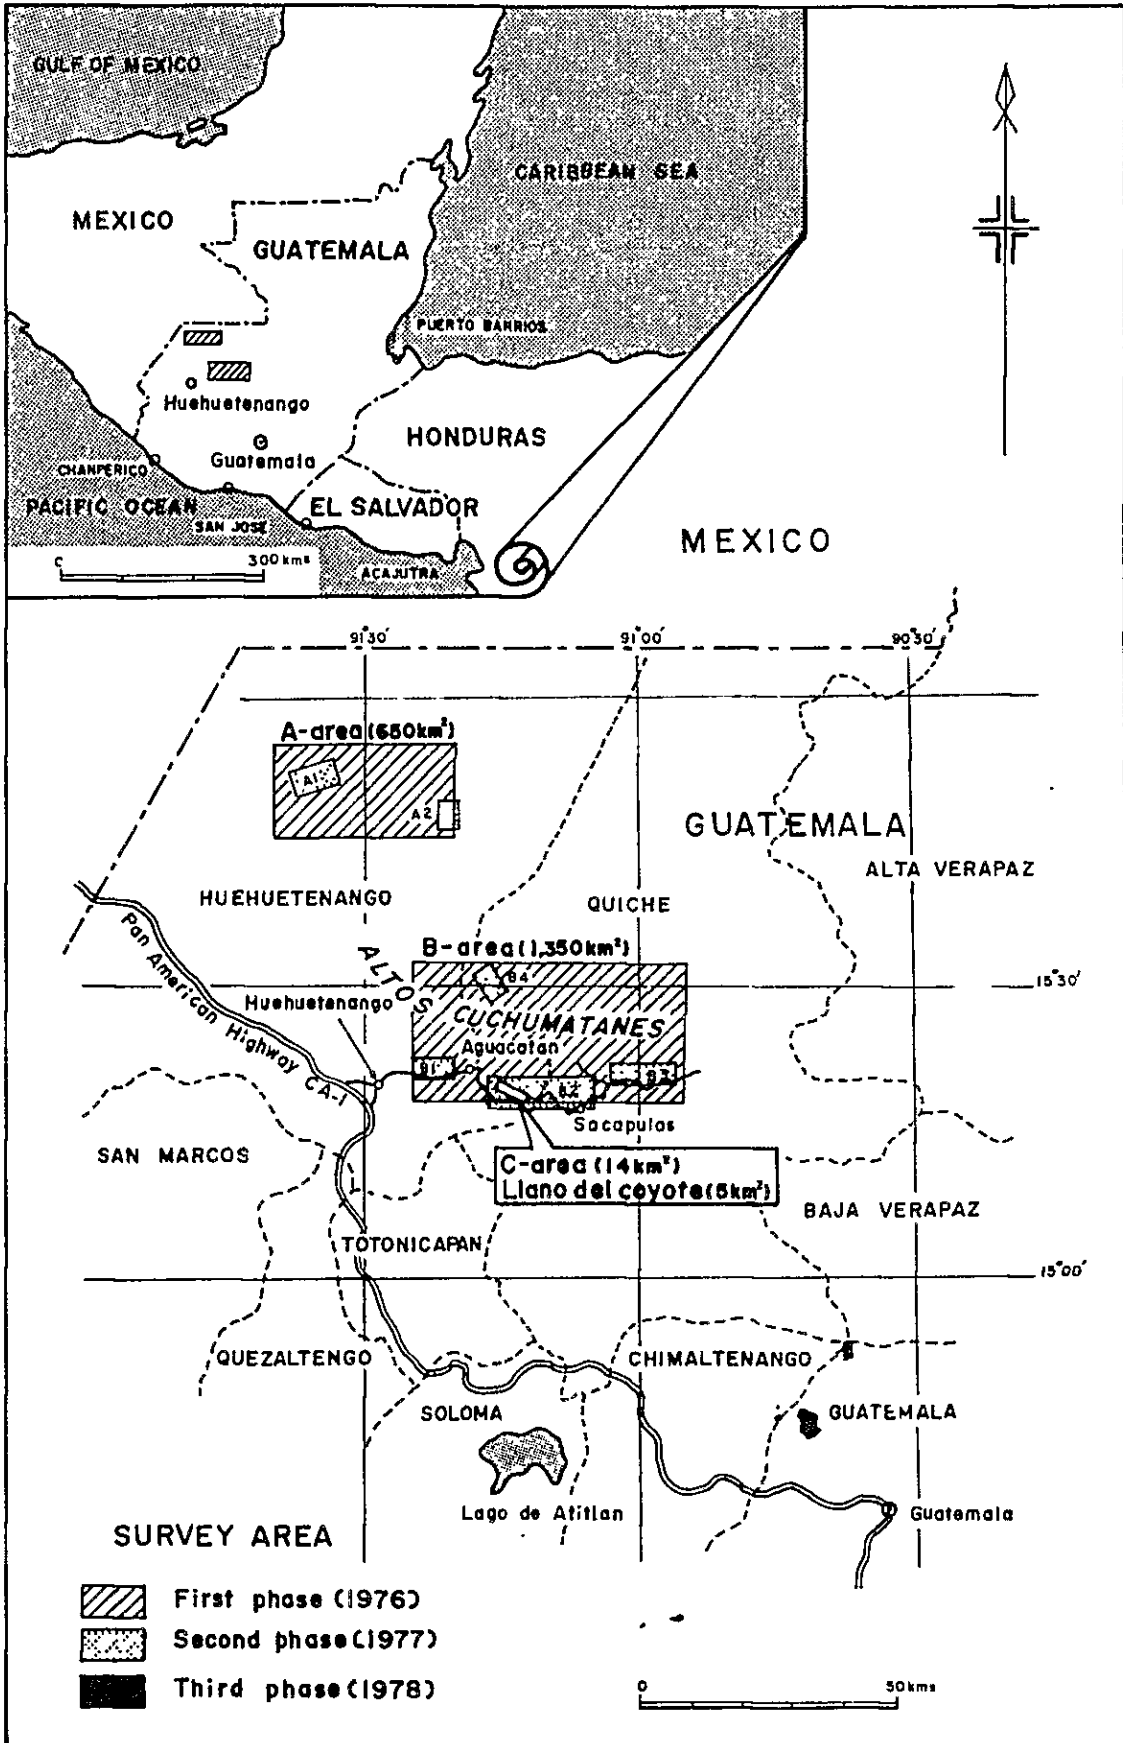 GULF OF MEXICO
CARIBBEAN SEA
MEXICO
GUATEMALA
PUERTO BARRIOS
Huehuetenango
HONDURAS
Guatemala
CHANPERICO
PACIFIC OCEAN
EL SALVADOR
SAN JOSE
300kms
ACAJUTRA
MEXICO
91°30'
91°00'
90°30'
A-area(650km²)
A1
A2
GUATEMALA
ALTA VERAPAZ
HUEHUETENANGO
QUICHE
Pan American Highway CA-1
B-area(1,350km²)
B4
15°30'
ALTOS
CUCHUMATANES
Huehuetenango
Aguacatan
B1
B2
B3
Sacapulas
SAN MARCOS
C-area(14km²)
Llano del coyote(5km²)
BAJA VERAPAZ
TOTONICAPAN
15°00'
QUEZALTENGO
CHIMALTENANGO
SOLOMA
GUATEMALA
Lago de Atitlan
Guatemala
SURVEY AREA
First phase(1976)
Second phase(1977)
Third phase(1978)
0 50kms